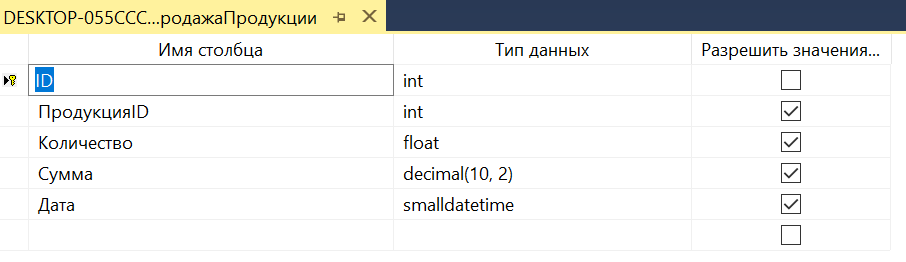 DESKTOP-055CCC...родажаПродукции
Имя столбца Тип данных Разрешить значения...
ID int
ПродукцияID int
Количество float
Сумма decimal(10, 2)
Дата smalldatetime